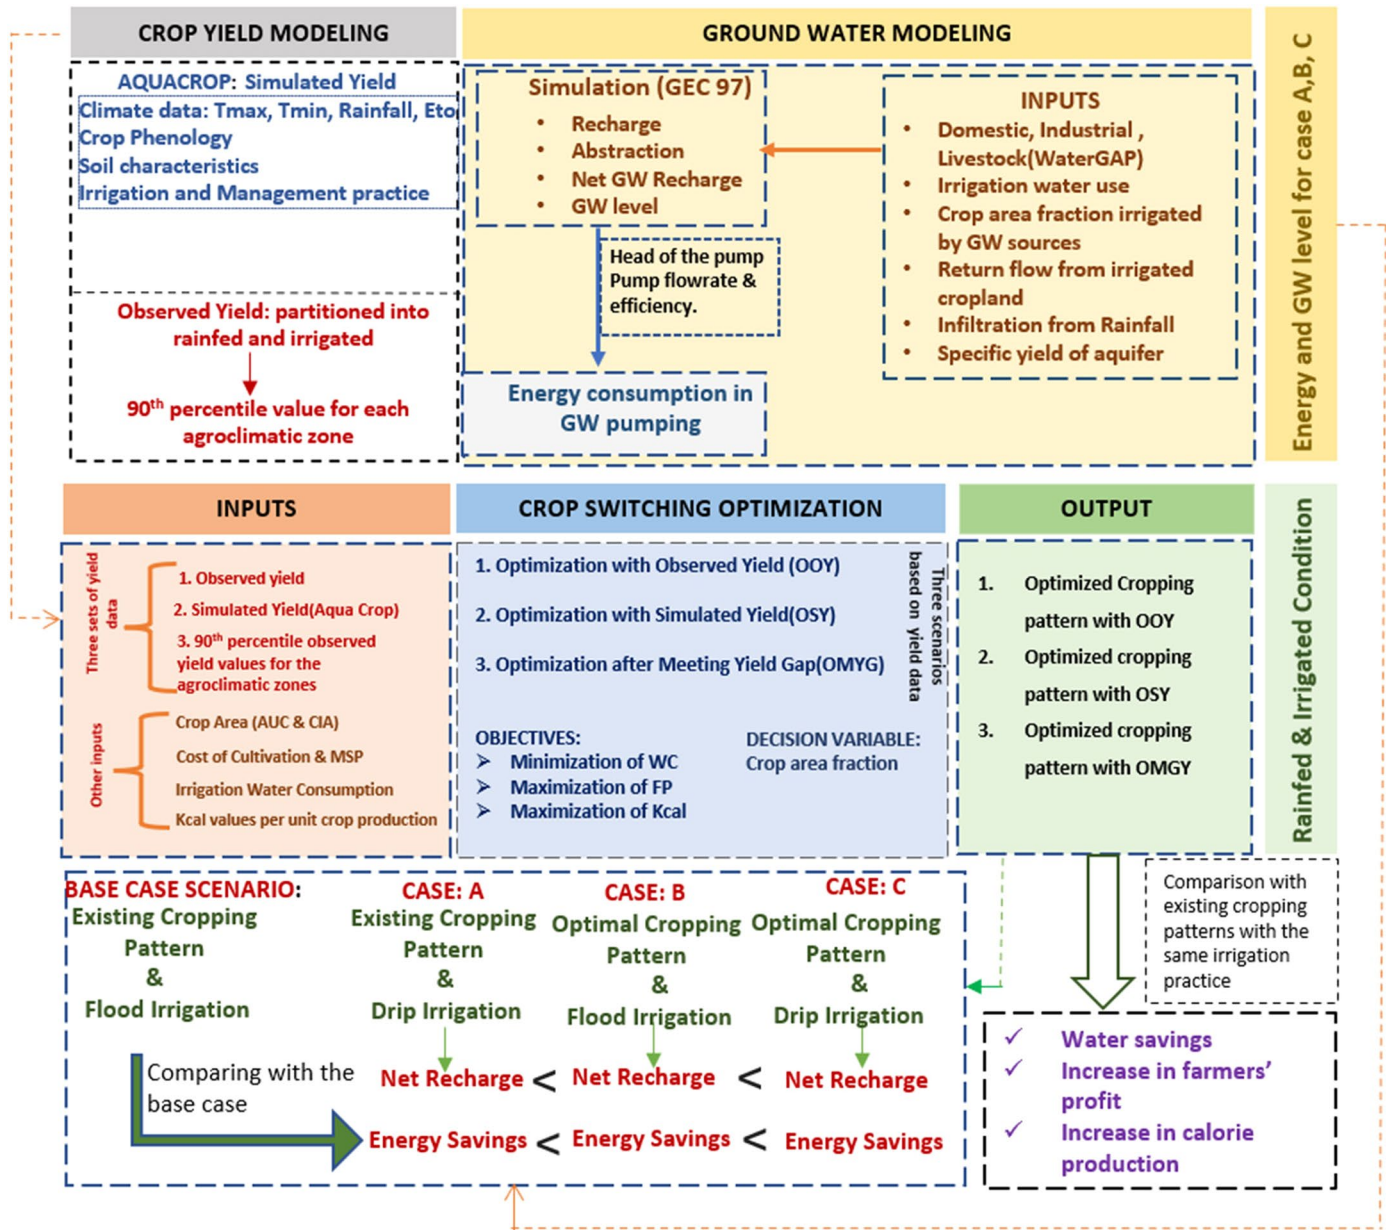 CROP YIELD MODELING
AQUACROP: Simulated Yield
Climate data: Tmax, Tmin, Rainfall, Eto
Crop Phenology
Soil characteristics
Irrigation and Management practice
Observed Yield: partitioned into
rainfed and irrigated
90th percentile value for each
agroclimatic zone
GROUND WATER MODELING
Simulation (GEC 97)
• Recharge
• Abstraction
• Net GW Recharge
• GW level
Head of the pump
Pump flowrate &
efficiency.
Energy consumption in
GW pumping
INPUTS
• Domestic, Industrial ,
Livestock(WaterGAP)
• Irrigation water use
• Crop area fraction irrigated
by GW sources
• Return flow from irrigated
cropland
• Infiltration from Rainfall
• Specific yield of aquifer
Energy and GW level for case A,B, C
INPUTS
Three sets of yield
data
1. Observed yield
2. Simulated Yield(Aqua Crop)
3. 90th percentile observed
yield values for the
agroclimatic zones
Other inputs
Crop Area (AUC & CIA)
Cost of Cultivation & MSP
Irrigation Water Consumption
Kcal values per unit crop production
CROP SWITCHING OPTIMIZATION
1. Optimization with Observed Yield (OOY)
2. Optimization with Simulated Yield(OSY)
3. Optimization after Meeting Yield Gap(OMYG)
Three scenarios
based on yield data
OBJECTIVES:
➢ Minimization of WC
➢ Maximization of FP
➢ Maximization of Kcal
DECISION VARIABLE:
Crop area fraction
OUTPUT
1. Optimized Cropping
pattern with OOY
2. Optimized cropping
pattern with OSY
3. Optimized cropping
pattern with OMGY
Rainfed & Irrigated Condition
BASE CASE SCENARIO:
Existing Cropping
Pattern
&
Flood Irrigation
CASE: A
Existing Cropping
Pattern
&
Drip Irrigation
CASE: B
Optimal Cropping
Pattern
&
Flood Irrigation
CASE: C
Optimal Cropping
Pattern
&
Drip Irrigation
Comparing with the
base case
Net Recharge < Net Recharge < Net Recharge
Energy Savings < Energy Savings < Energy Savings
Comparison with
existing cropping
patterns with the
same irrigation
practice
✓ Water savings
✓ Increase in farmers’
profit
✓ Increase in calorie
production